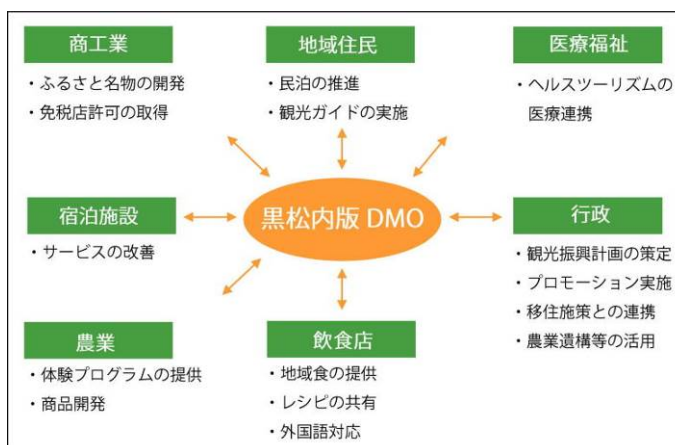 商工業
・ふるさと名物の開発
・免税店許可の取得
地域住民
・民泊の推進
・観光ガイドの実施
医療福祉
・ヘルスツーリズムの
医療連携
宿泊施設
・サービスの改善
黒松内版 DMO
行政
・観光振興計画の策定
・プロモーション実施
・移住施策との連携
・農業遺構等の活用
農業
・体験プログラムの提供
・商品開発
飲食店
・地域食の提供
・レシピの共有
・外国語対応